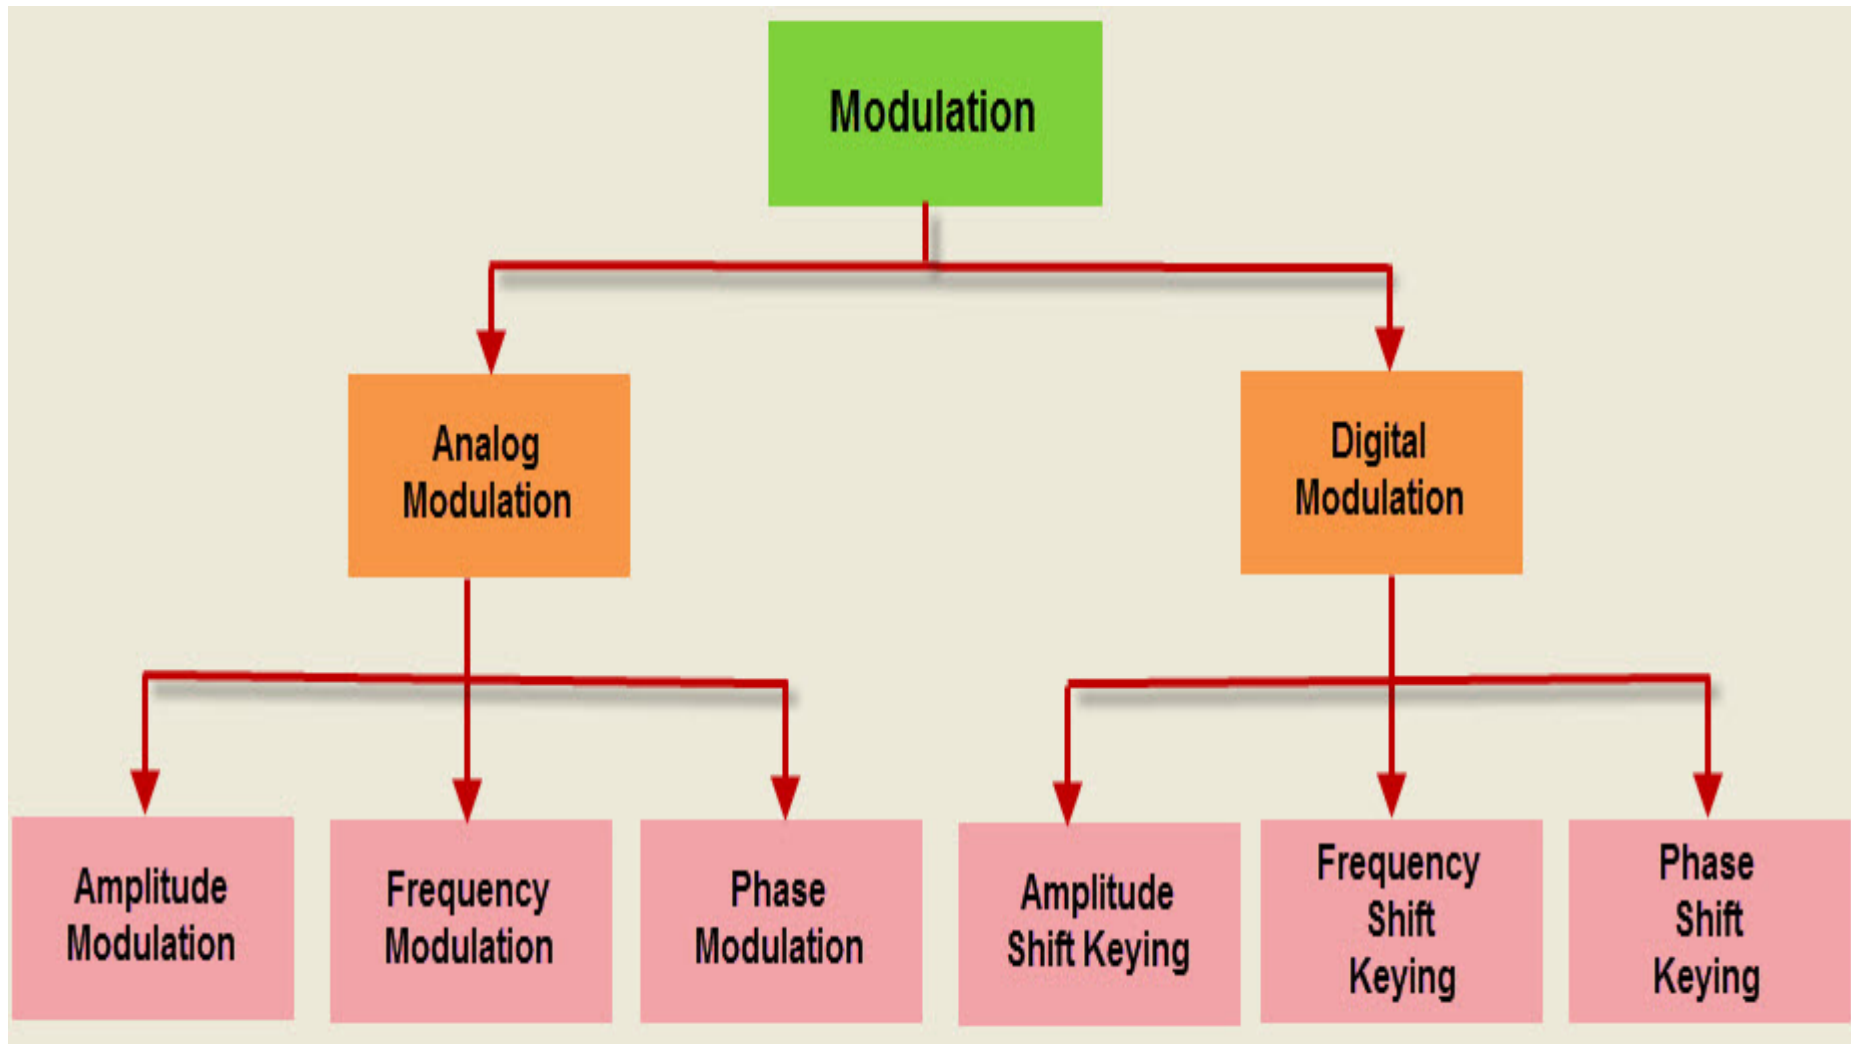 Modulation
Analog
Modulation
Digital
Modulation
Amplitude
Modulation
Frequency
Modulation
Phase
Modulation
Amplitude
Shift Keying
Frequency
Shift
Keying
Phase
Shift
Keying